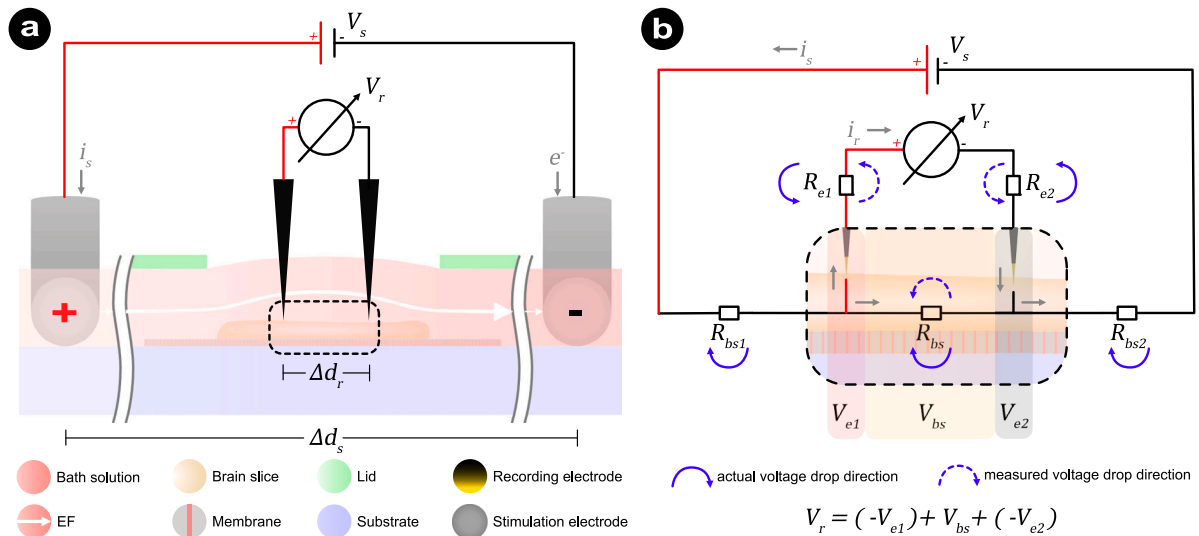 a
V_s
+ -
V_r
+ -
i_s
e⁻
+
-
Δd_r
Δd_s
Bath solution
Brain slice
Lid
Recording electrode
EF
Membrane
Substrate
Stimulation electrode
b
i_s
V_s
+ -
i_r
V_r
+ -
R_e1
R_e2
R_bs1
R_bs
R_bs2
V_e1
V_bs
V_e2
actual voltage drop direction
measured voltage drop direction
V_r = (-V_e1) + V_bs + (-V_e2)